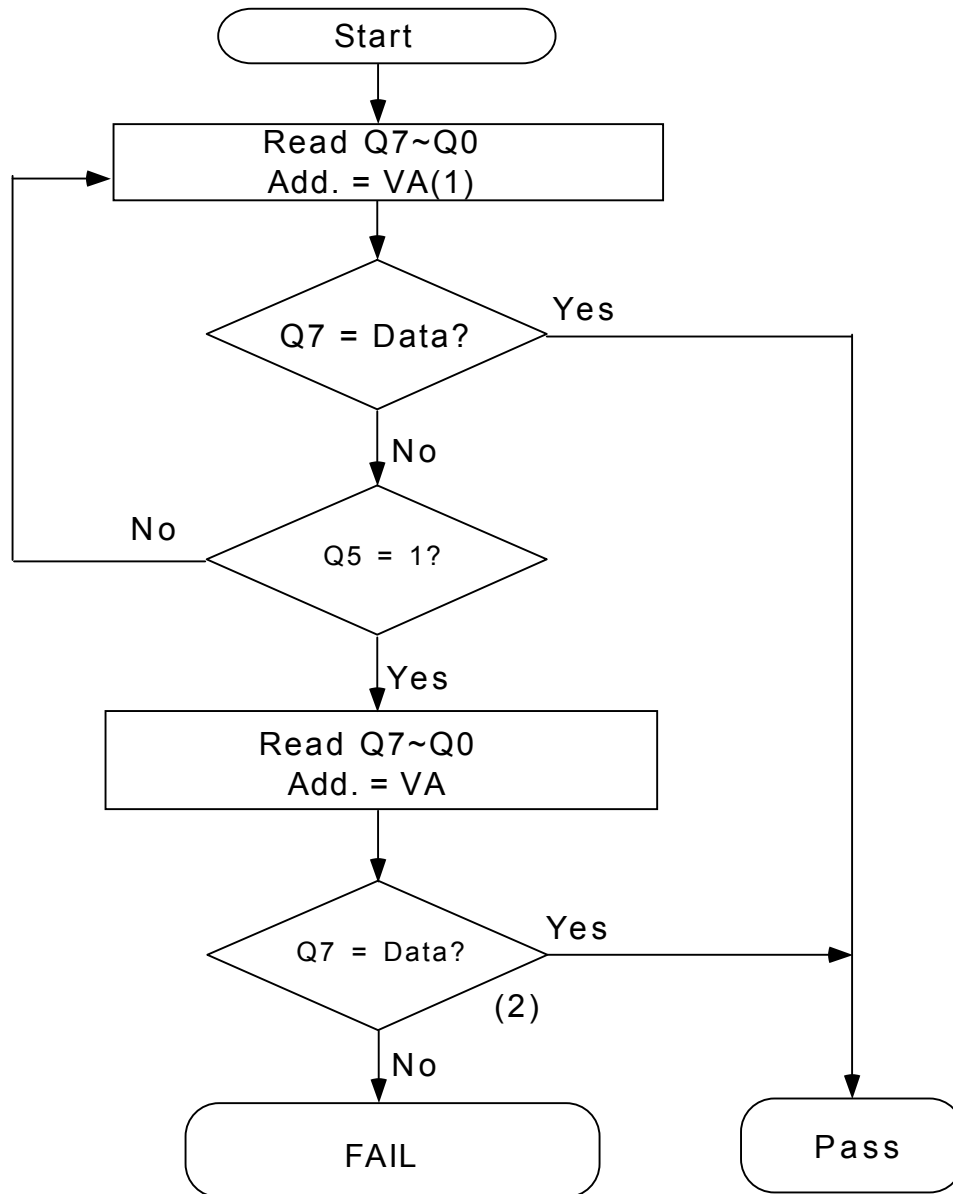 Start
Read Q7~Q0
Add. = VA(1)
Q7 = Data?
Yes
No
No
Q5 = 1?
Yes
Read Q7~Q0
Add. = VA
Q7 = Data?
Yes
(2)
No
FAIL
Pass